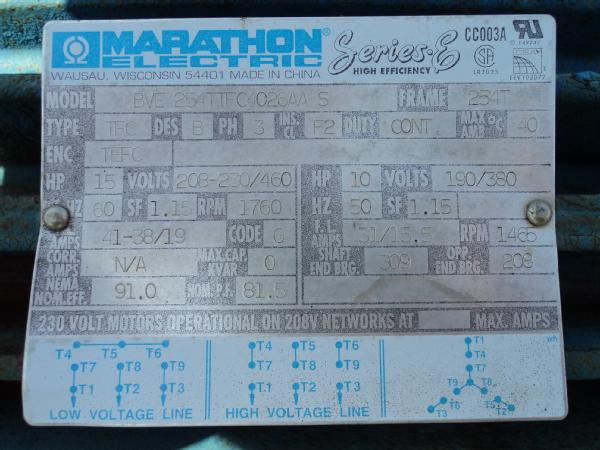 MARATHON®
ELECTRIC
WAUSAU, WISCONSIN 54401 MADE IN CHINA
Series-E
HIGH EFFICIENCY
CC003A
LR2025
MODEL BVE 254TTFC4026AA S FRAME 254T
TYPE TFC DES B PH 3 INS. CL F2 DUTY CONT MAX AMB °C 40
ENC TEFC
HP 15 VOLTS 208-230/460
HZ 60 SF 1.15 RPM 1760
F.L. AMPS 41-38/19 CODE G
CORR. AMPS N/A MAX.CAP. KVAR 0
NEMA NOM.EFF 91.0 NOM. P.F. 81.5
HP 10 VOLTS 190/380
HZ 50 SF 1.15
F.L. AMPS 31/15.5 RPM 1465
SHAFT END BRG. 309 OPP. END BRG. 208
230 VOLT MOTORS OPERATIONAL ON 208V NETWORKS AT MAX. AMPS
T4 T5 T6
T7 T8 T9
T1 T2 T3
LOW VOLTAGE LINE
T4 T5 T6
T7 T8 T9
T1 T2 T3
HIGH VOLTAGE LINE
T1
T4
T7
T9 T8
T6 T5
T3 T2
wh